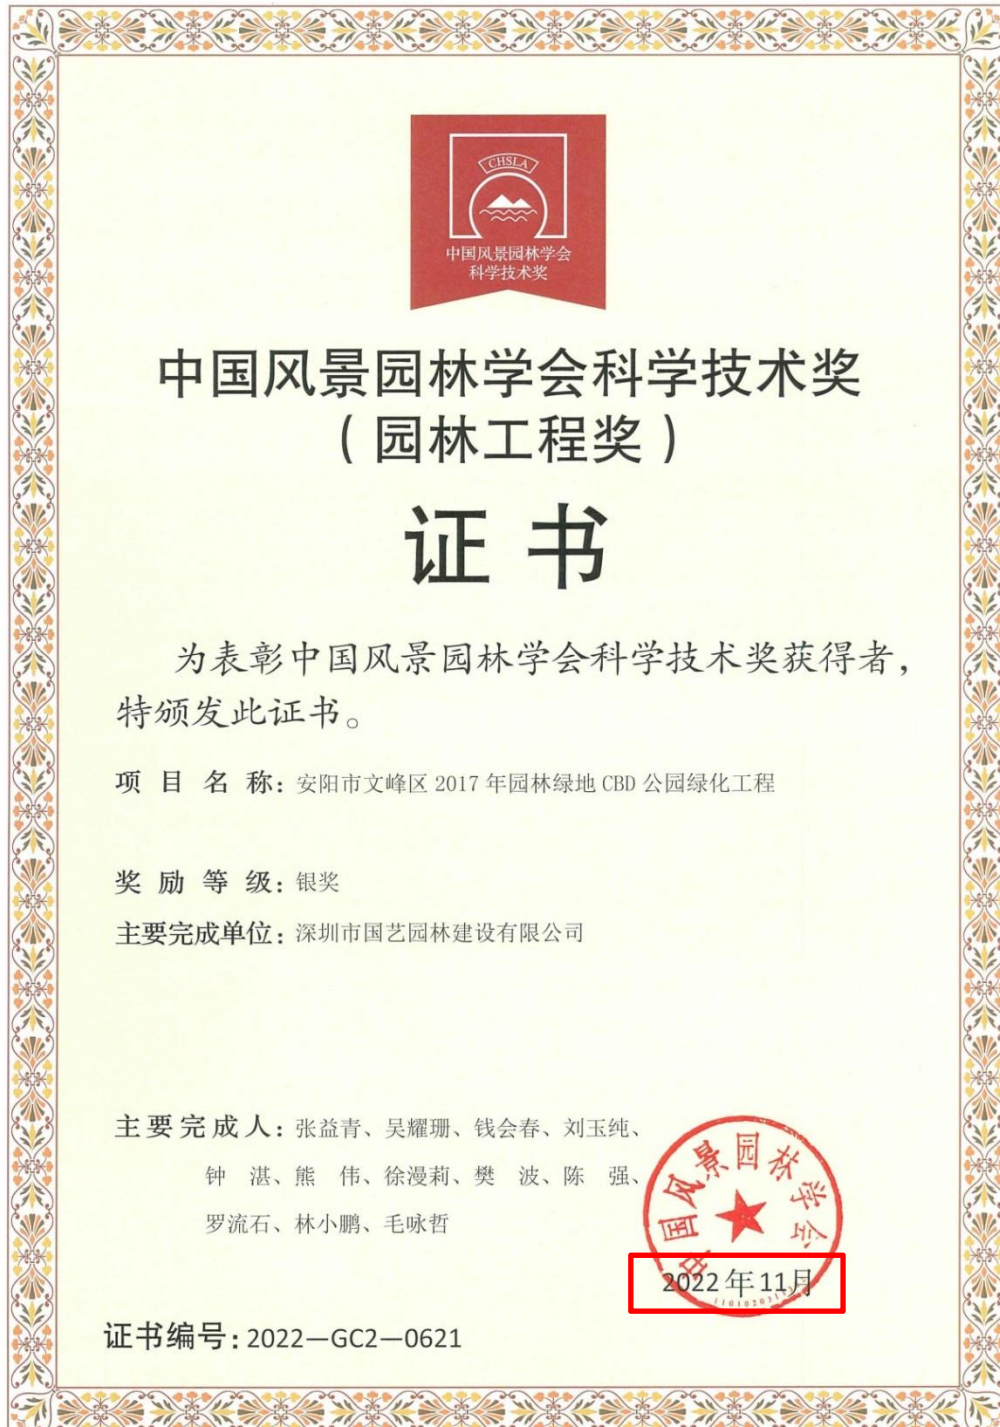 CHSLA
中国风景园林学会
科学技术奖
中国风景园林学会科学技术奖
（园林工程奖）
证书
为表彰中国风景园林学会科学技术奖获得者，
特颁发此证书。
项目名称：安阳市文峰区2017年园林绿地CBD公园绿化工程
奖励等级：银奖
主要完成单位：深圳市国艺园林建设有限公司
主要完成人：张益青、吴耀珊、钱会春、刘玉纯、
钟湛、熊伟、徐漫莉、樊波、陈强、
罗流石、林小鹏、毛咏哲
中国风景园林学会
2022年11月
证书编号：2022—GC2—0621